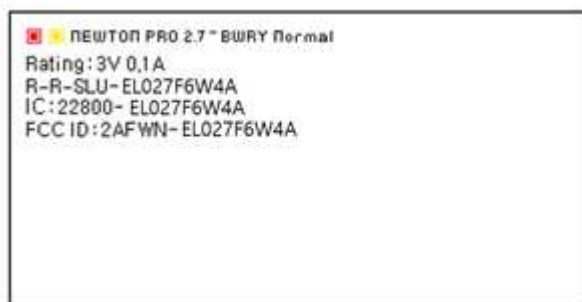 NEWTON PRO 2.7" BWRY Normal
Rating:3V 0,1A
R-R-SLU-EL027F6W4A
IC:22800-EL027F6W4A
FCC ID:2AFWN-EL027F6W4A